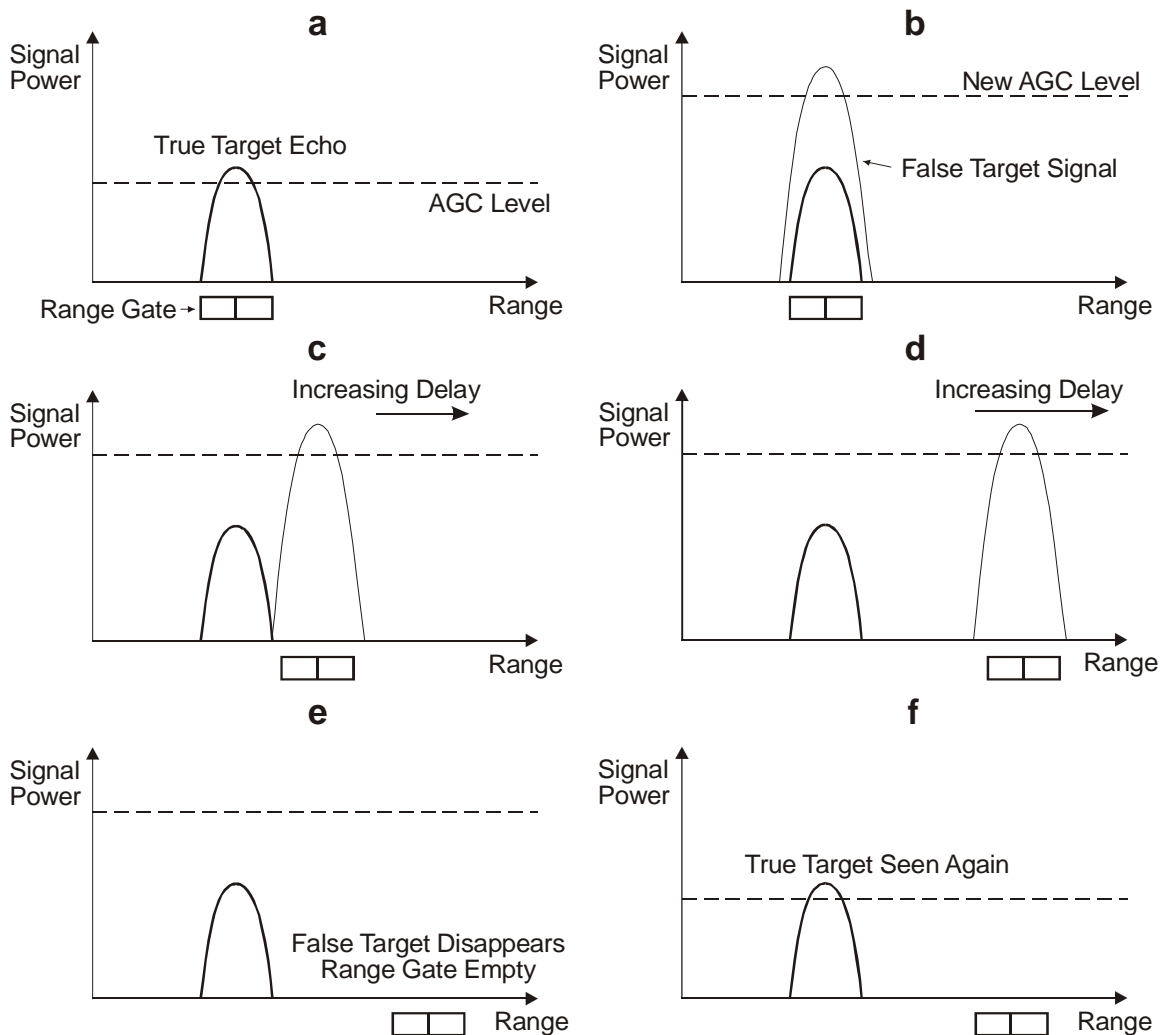 a
Signal
Power
True Target Echo
AGC Level
Range Gate
Range
b
Signal
Power
New AGC Level
False Target Signal
Range
c
Increasing Delay
Signal
Power
Range
d
Increasing Delay
Signal
Power
Range
e
Signal
Power
False Target Disappears
Range Gate Empty
Range
f
Signal
Power
True Target Seen Again
Range